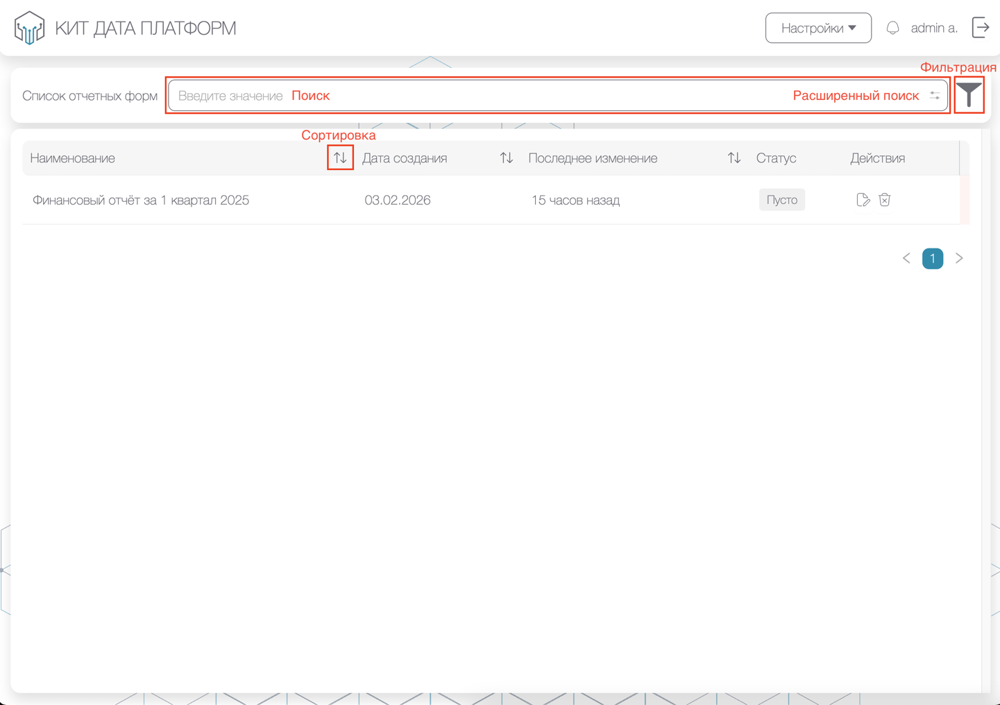 КИТ ДАТА ПЛАТФОРМ
Настройки
admin a.
Фильтрация
Список отчетных форм
Введите значение
Поиск
Расширенный поиск
Сортировка
Наименование
Дата создания
Последнее изменение
Статус
Действия
Финансовый отчёт за 1 квартал 2025
03.02.2026
15 часов назад
Пусто
1